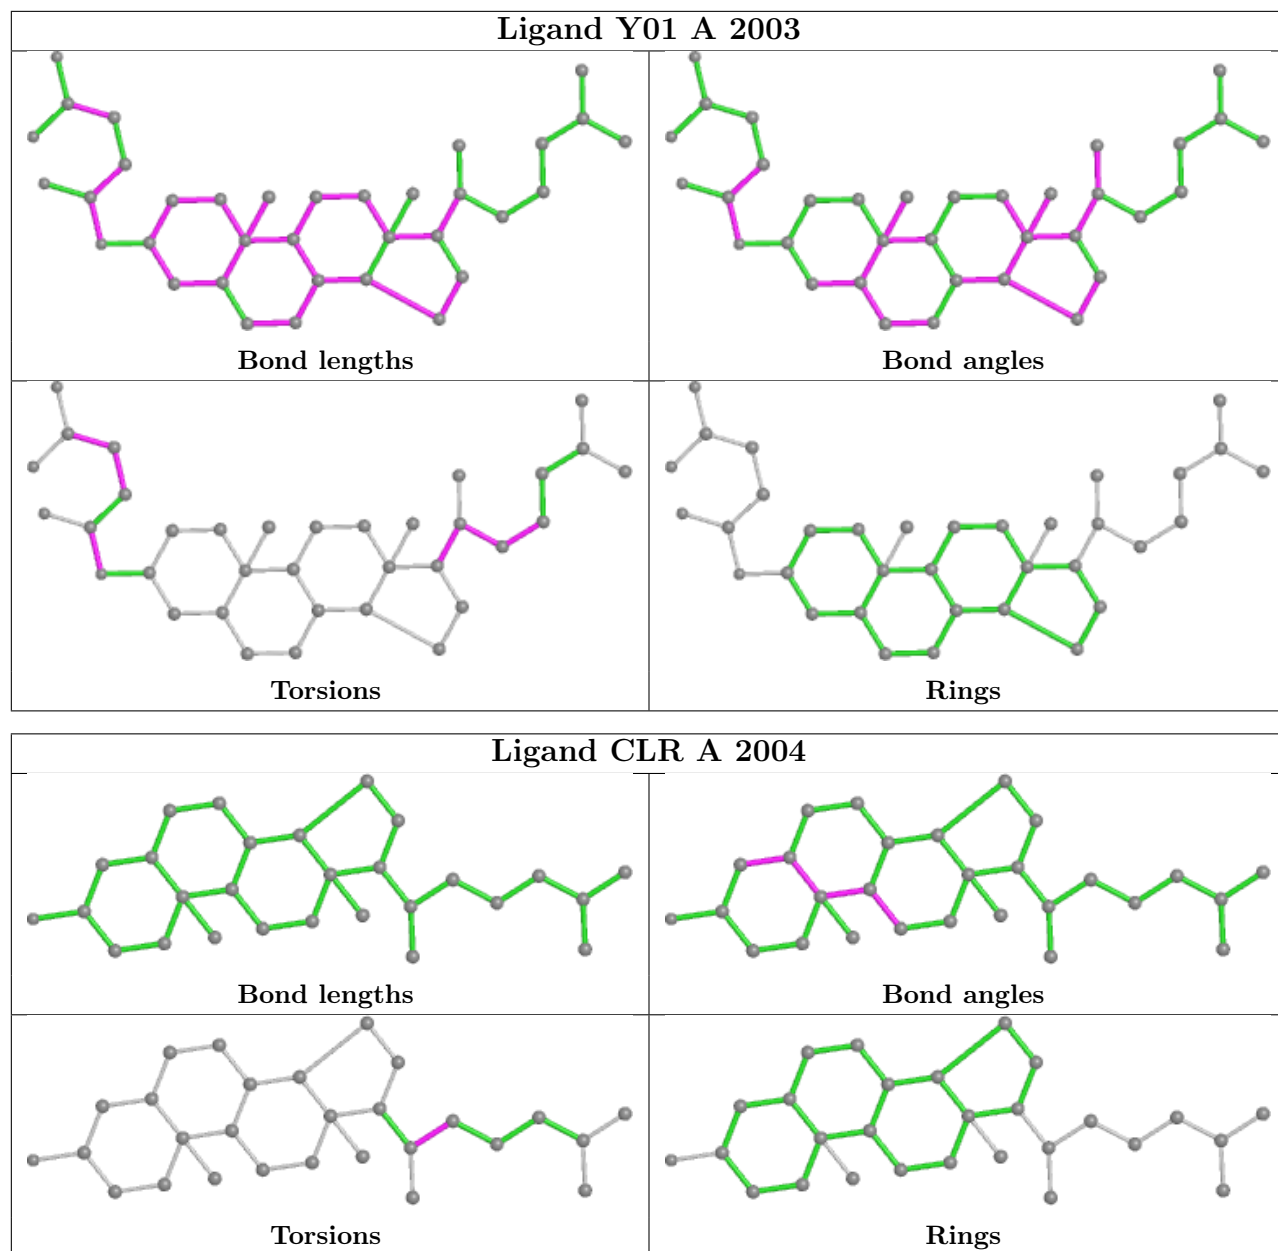 Ligand Y01 A 2003
Bond lengths
Bond angles
Torsions
Rings
Ligand CLR A 2004
Bond lengths
Bond angles
Torsions
Rings